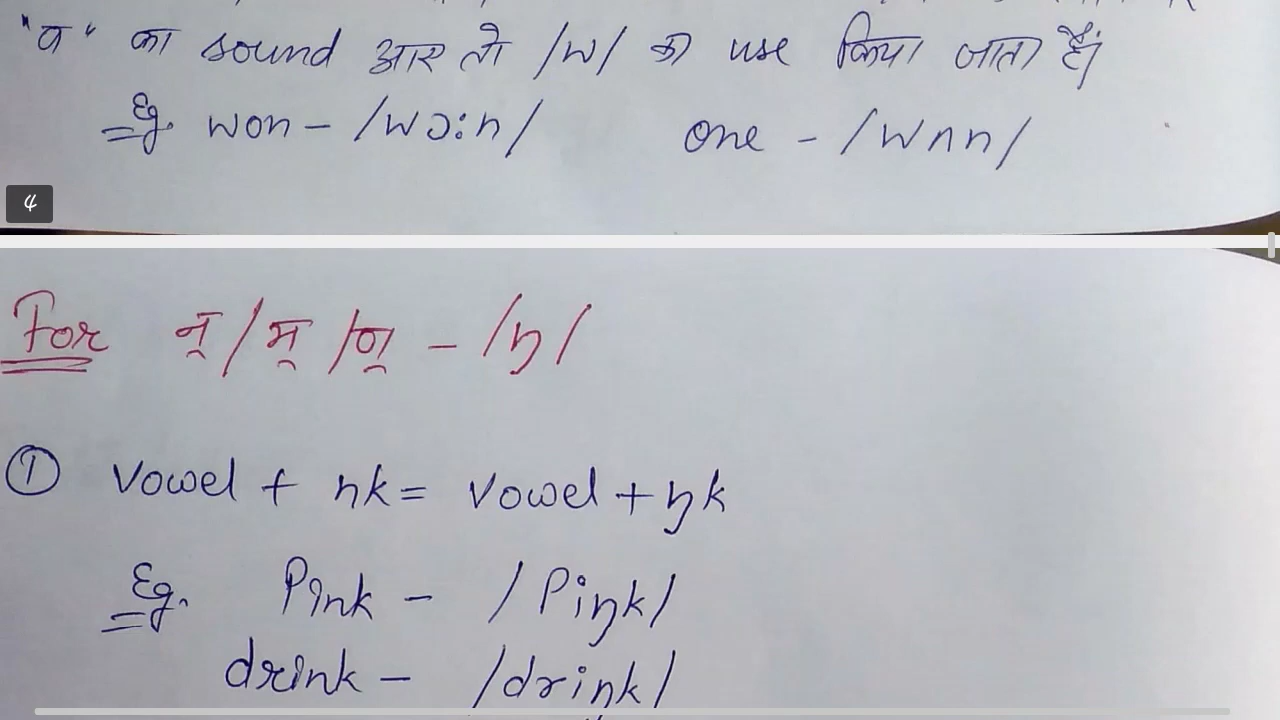 "व" का sound आए तो /w/ को use किया जाता है।
Eg. won - /wɔ:n/ one - /wʌn/
4
For न्/म्/ण् - /ŋ/
① Vowel + nk = Vowel + ŋk
Eg. Pink - /Piŋk/
drink - /driŋk/